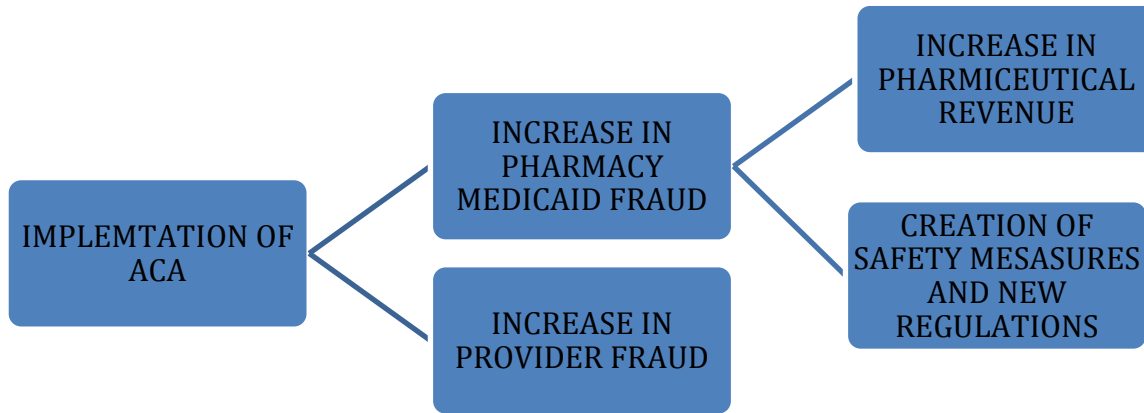 IMPLEMTATION OF
ACA
INCREASE IN
PHARMACY
MEDICAID FRAUD
INCREASE IN
PROVIDER FRAUD
INCREASE IN
PHARMICEUTICAL
REVENUE
CREATION OF
SAFETY MESASURES
AND NEW
REGULATIONS